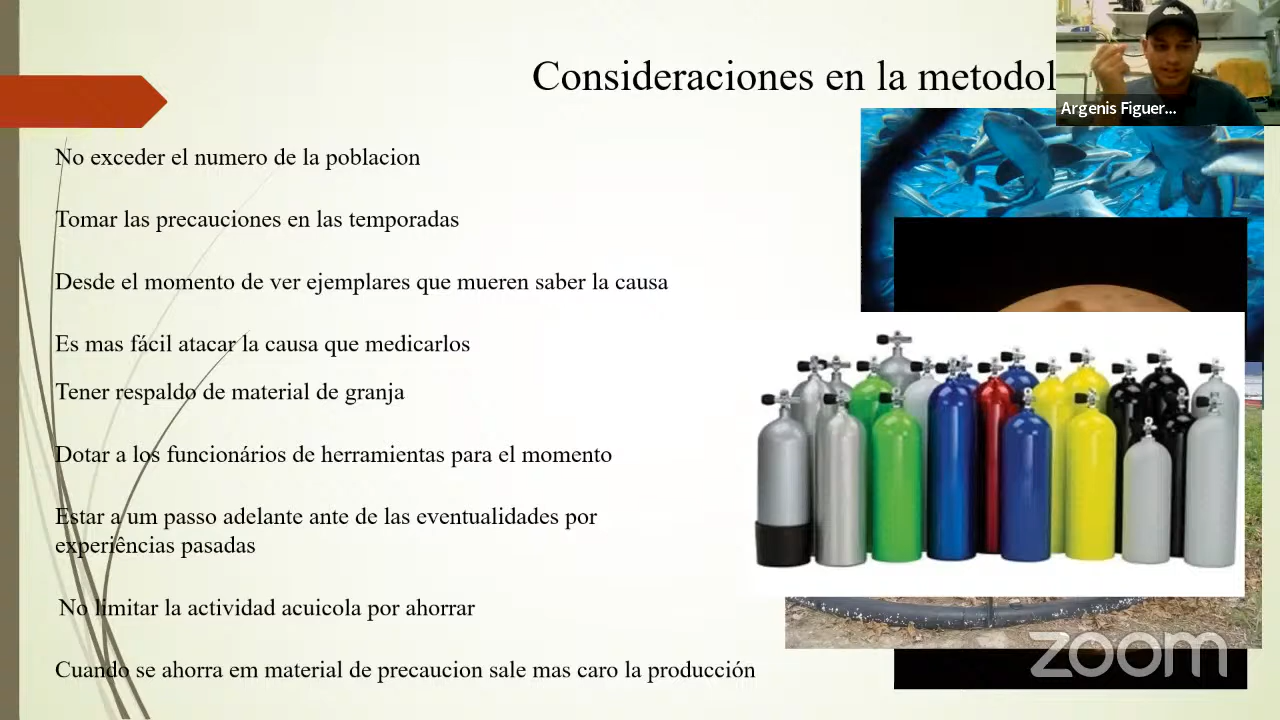 Consideraciones en la metodol
Argenis Figuer...
No exceder el numero de la poblacion
Tomar las precauciones en las temporadas
Desde el momento de ver ejemplares que mueren saber la causa
Es mas fácil atacar la causa que medicarlos
Tener respaldo de material de granja
Dotar a los funcionários de herramientas para el momento
Estar a um passo adelante ante de las eventualidades por
experiências pasadas
No limitar la actividad acuicola por ahorrar
Cuando se ahorra em material de precaucion sale mas caro la producción
zoom